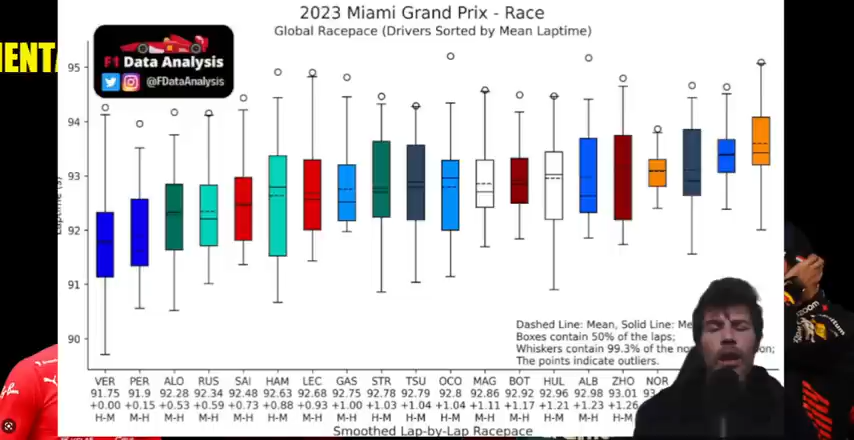 2023 Miami Grand Prix - Race
Global Racepace (Drivers Sorted by Mean Laptime)
MENTA
F1 Data Analysis
@FDataAnalysis
95
94
93
92
91
90
Dashed Line: Mean, Solid Line: Me
Boxes contain 50% of the laps;
Whiskers contain 99.3% of the no on;
The points indicate outliers.
VER PER ALO RUS SAI HAM LEC GAS STR TSU OCO MAG BOT HUL ALB ZHO NOR
91.75 91.9 92.28 92.34 92.48 92.63 92.68 92.75 92.78 92.79 92.8 92.86 92.92 92.96 92.98 93.01
+0.00 +0.15 +0.53 +0.59 +0.73 +0.88 +0.93 +1.00 +1.03 +1.04 +1.04 +1.11 +1.17 +1.21 +1.23 +1.26
H-M M-H M-H M-H M-H M-H M-H M-H M-H M-H H-M M-H M-H H-M M-H M-H
Smoothed Lap-by-Lap Racepace